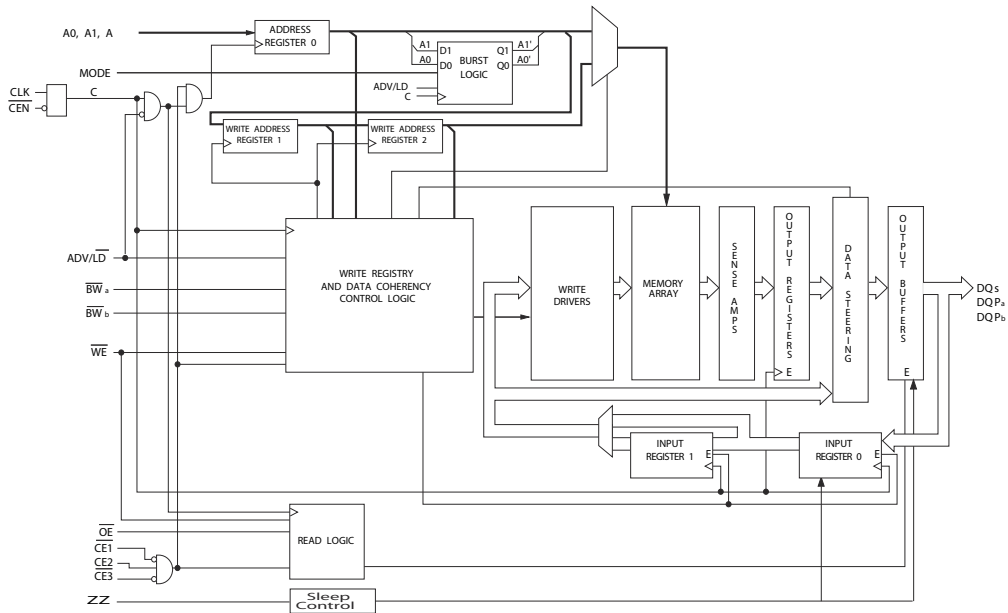 A0, A1, A
ADDRESS
REGISTER 0
A1
A0
D1
D0
BURST
LOGIC
Q1
Q0
A1'
A0'
MODE
ADV/LD
C
CLK
CEN
C
WRITE ADDRESS
REGISTER 1
WRITE ADDRESS
REGISTER 2
ADV/LD
BWa
BWb
WE
WRITE REGISTRY
AND DATA COHERENCY
CONTROL LOGIC
WRITE
DRIVERS
MEMORY
ARRAY
SENSE AMPS
OUTPUT REGISTERS
E
DATA STEERING
OUTPUT BUFFERS
E
DQs
DQPa
DQPb
INPUT
REGISTER 1
E
INPUT
REGISTER 0
E
OE
CE1
CE2
CE3
READ LOGIC
ZZ
Sleep
Control